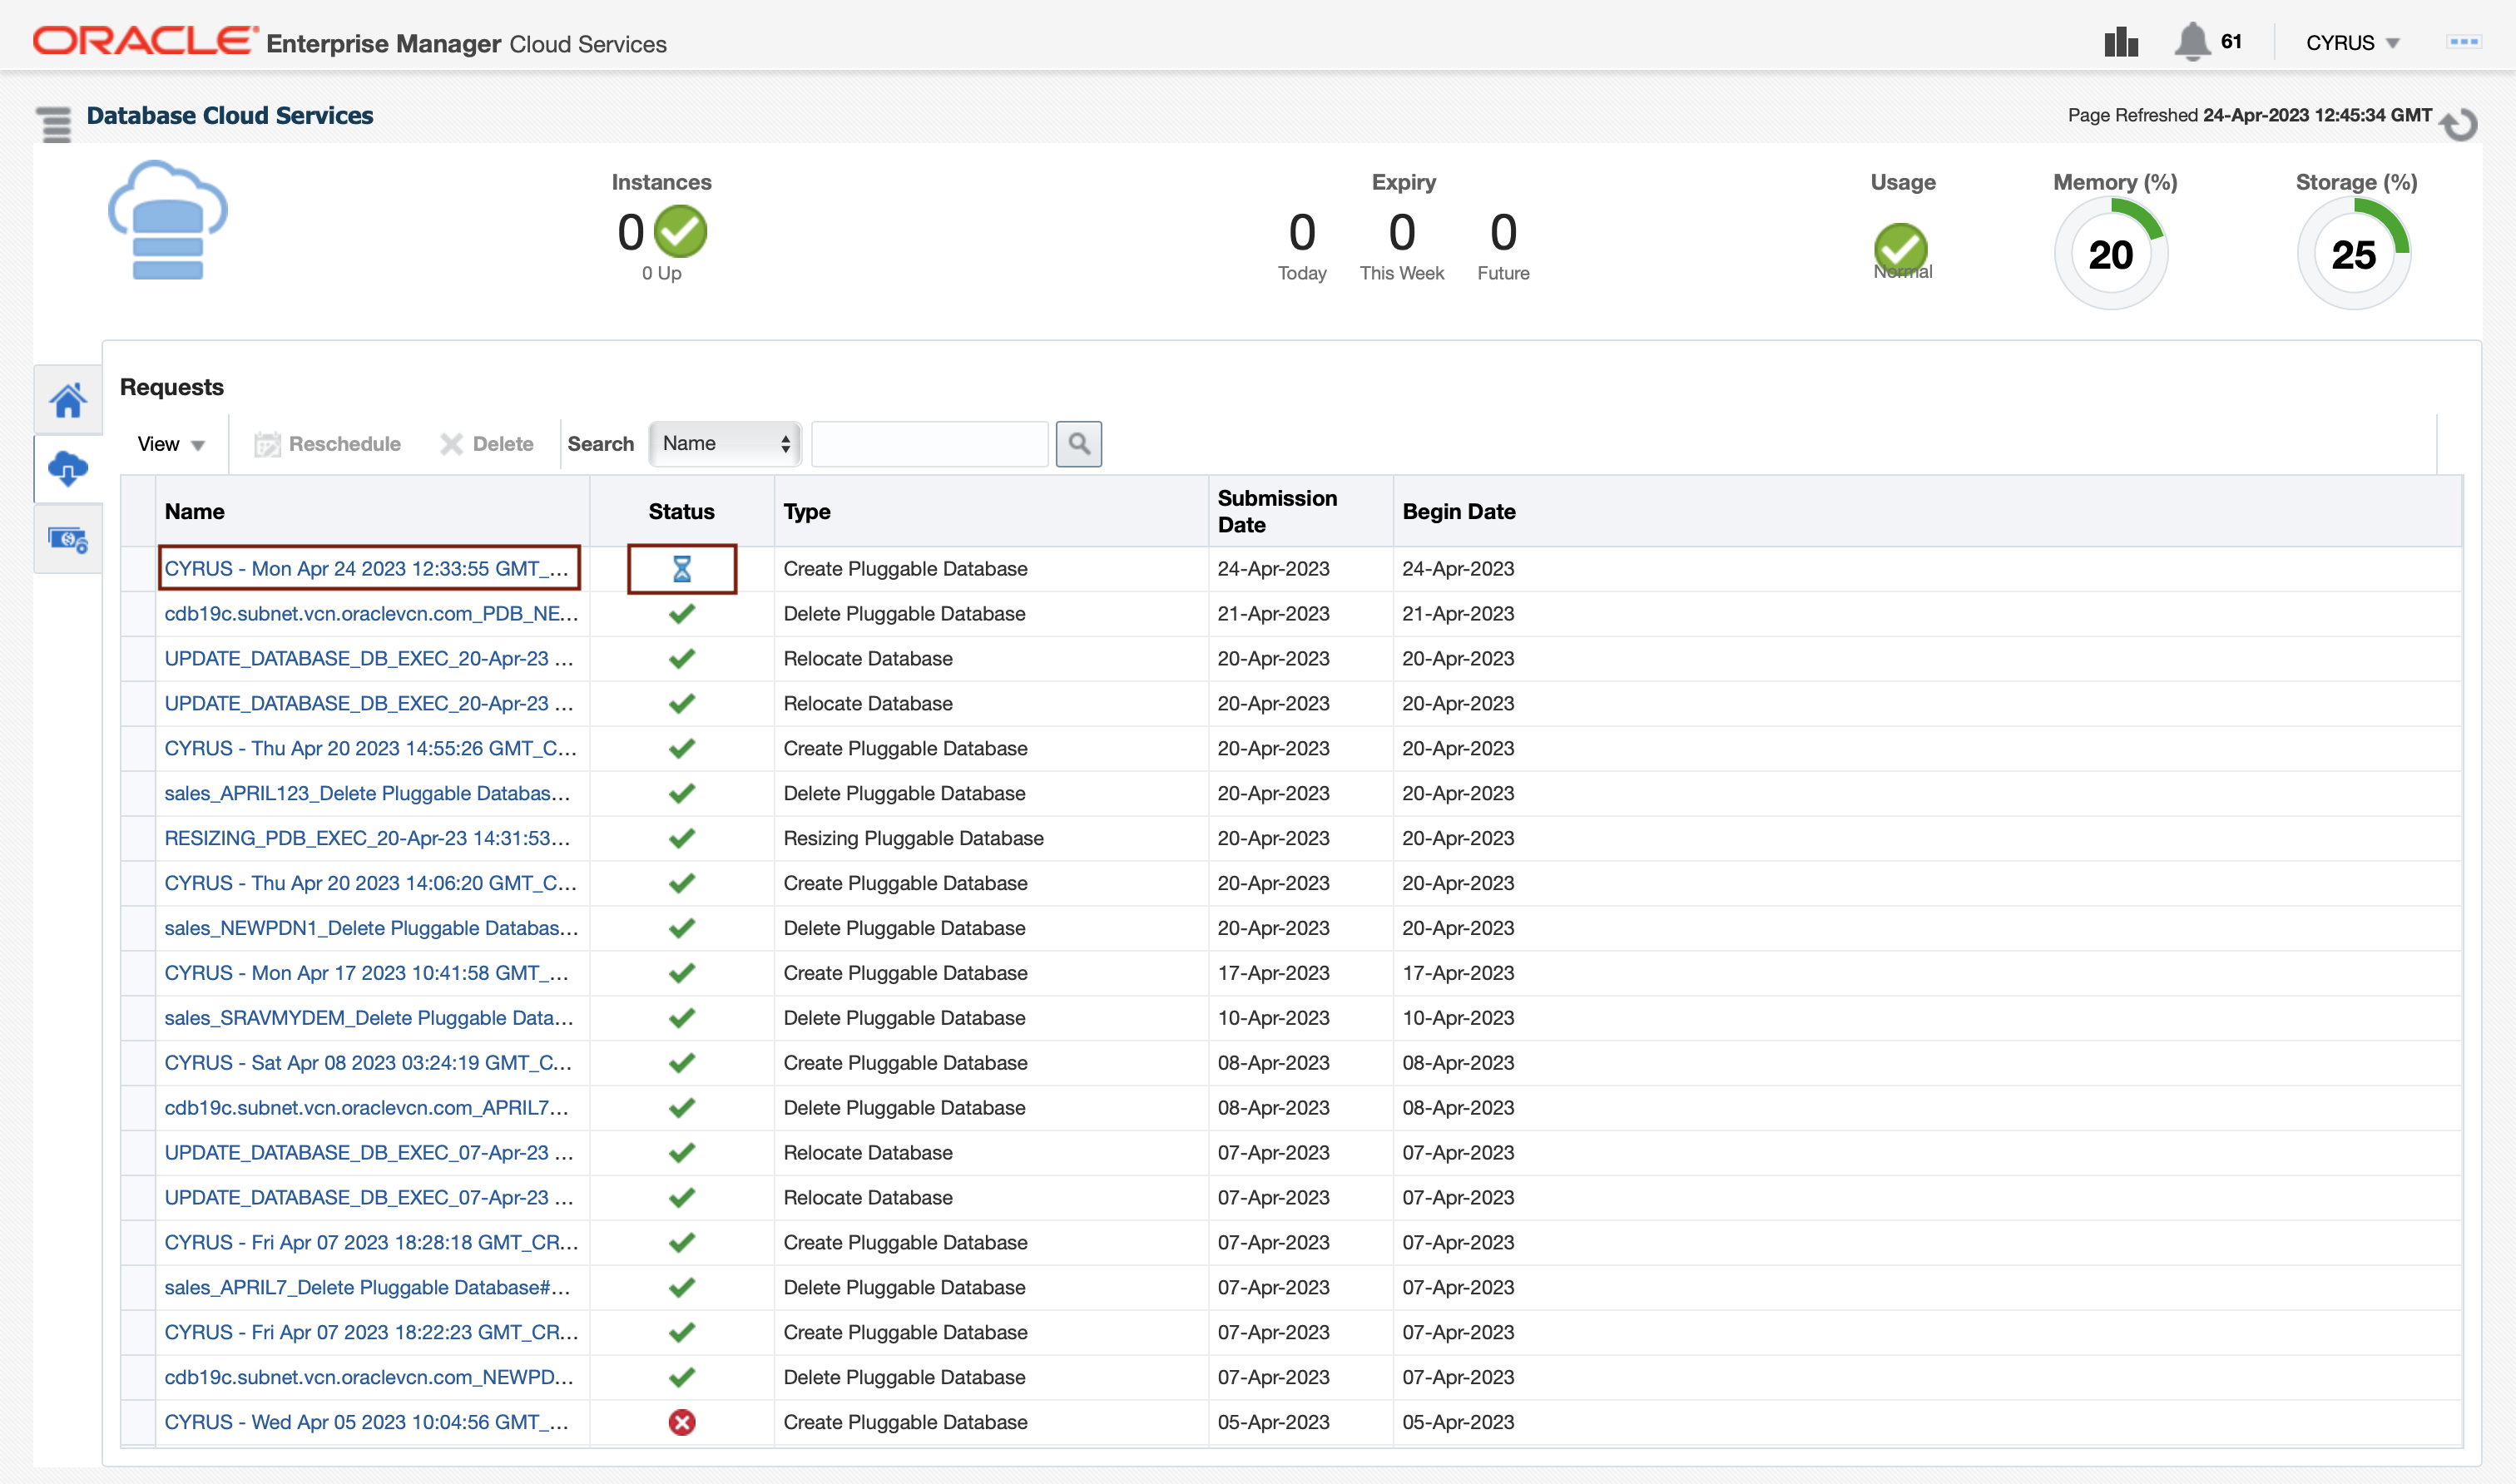 ORACLE Enterprise Manager Cloud Services 61 CYRUS
Database Cloud Services
Page Refreshed 24-Apr-2023 12:45:34 GMT
Instances
0
0 Up
Expiry
0 0 0
Today This Week Future
Usage
Normal
Memory (%)
20
Storage (%)
25
Requests
View Reschedule Delete Search Name
Name Status Type Submission Date Begin Date
CYRUS - Mon Apr 24 2023 12:33:55 GMT_... Create Pluggable Database 24-Apr-2023 24-Apr-2023
cdb19c.subnet.vcn.oraclevcn.com_PDB_NE... Delete Pluggable Database 21-Apr-2023 21-Apr-2023
UPDATE_DATABASE_DB_EXEC_20-Apr-23 ... Relocate Database 20-Apr-2023 20-Apr-2023
UPDATE_DATABASE_DB_EXEC_20-Apr-23 ... Relocate Database 20-Apr-2023 20-Apr-2023
CYRUS - Thu Apr 20 2023 14:55:26 GMT_C... Create Pluggable Database 20-Apr-2023 20-Apr-2023
sales_APRIL123_Delete Pluggable Databas... Delete Pluggable Database 20-Apr-2023 20-Apr-2023
RESIZING_PDB_EXEC_20-Apr-23 14:31:53... Resizing Pluggable Database 20-Apr-2023 20-Apr-2023
CYRUS - Thu Apr 20 2023 14:06:20 GMT_C... Create Pluggable Database 20-Apr-2023 20-Apr-2023
sales_NEWPDN1_Delete Pluggable Databas... Delete Pluggable Database 20-Apr-2023 20-Apr-2023
CYRUS - Mon Apr 17 2023 10:41:58 GMT_... Create Pluggable Database 17-Apr-2023 17-Apr-2023
sales_SRAVMYDEM_Delete Pluggable Data... Delete Pluggable Database 10-Apr-2023 10-Apr-2023
CYRUS - Sat Apr 08 2023 03:24:19 GMT_C... Create Pluggable Database 08-Apr-2023 08-Apr-2023
cdb19c.subnet.vcn.oraclevcn.com_APRIL7... Delete Pluggable Database 08-Apr-2023 08-Apr-2023
UPDATE_DATABASE_DB_EXEC_07-Apr-23 ... Relocate Database 07-Apr-2023 07-Apr-2023
UPDATE_DATABASE_DB_EXEC_07-Apr-23 ... Relocate Database 07-Apr-2023 07-Apr-2023
CYRUS - Fri Apr 07 2023 18:28:18 GMT_CR... Create Pluggable Database 07-Apr-2023 07-Apr-2023
sales_APRIL7_Delete Pluggable Database#... Delete Pluggable Database 07-Apr-2023 07-Apr-2023
CYRUS - Fri Apr 07 2023 18:22:23 GMT_CR... Create Pluggable Database 07-Apr-2023 07-Apr-2023
cdb19c.subnet.vcn.oraclevcn.com_NEWPD... Delete Pluggable Database 07-Apr-2023 07-Apr-2023
CYRUS - Wed Apr 05 2023 10:04:56 GMT_... Create Pluggable Database 05-Apr-2023 05-Apr-2023